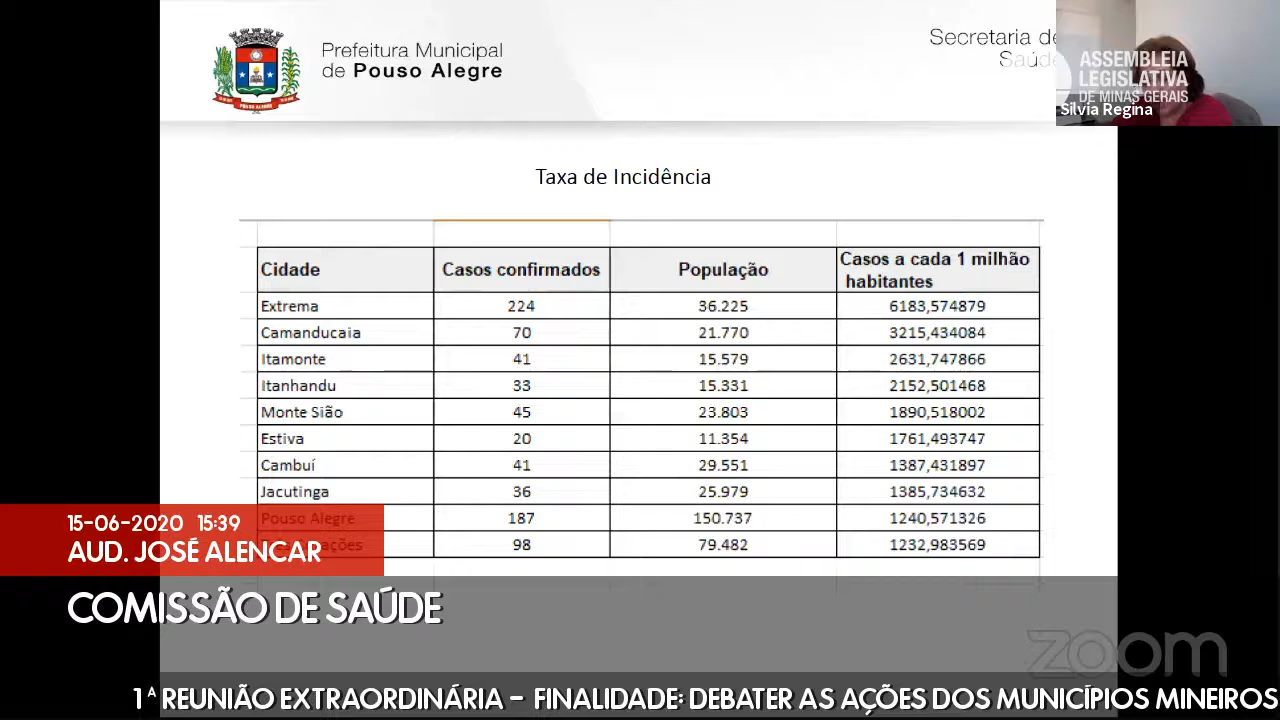 Prefeitura Municipal
de Pouso Alegre
Secretaria de
Saúde
ASSEMBLEIA
LEGISLATIVA
DE MINAS GERAIS
Silvia Regina
Taxa de Incidência
Cidade Casos confirmados População Casos a cada 1 milhão habitantes
Extrema 224 36.225 6183,574879
Camanducaia 70 21.770 3215,434084
Itamonte 41 15.579 2631,747866
Itanhandu 33 15.331 2152,501468
Monte Sião 45 23.803 1890,518002
Estiva 20 11.354 1761,493747
Cambuí 41 29.551 1387,431897
Jacutinga 36 25.979 1385,734632
Pouso Alegre 187 150.737 1240,571326
98 79.482 1232,983569
15-06-2020 15:39
AUD. JOSÉ ALENCAR
COMISSÃO DE SAÚDE
zoom
1ª REUNIÃO EXTRAORDINÁRIA - FINALIDADE: DEBATER AS AÇÕES DOS MUNICÍPIOS MINEIROS